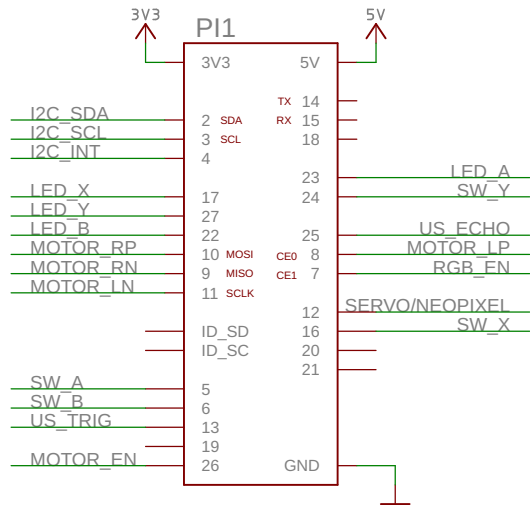 3V3 5V
PI1
3V3 5V
TX 14
I2C_SDA 2 SDA RX 15
I2C_SCL 3 SCL 18
I2C_INT 4
23 LED_A
LED_X 17 24 SW_Y
LED_Y 27
LED_B 22 25 US_ECHO
MOTOR_RP 10 MOSI CE0 8 MOTOR_LP
MOTOR_RN 9 MISO CE1 7 RGB_EN
MOTOR_LN 11 SCLK
12 SERVO/NEOPIXEL
ID_SD 16 SW_X
ID_SC 20
21
SW_A 5
SW_B 6
US_TRIG 13
19
MOTOR_EN 26 GND